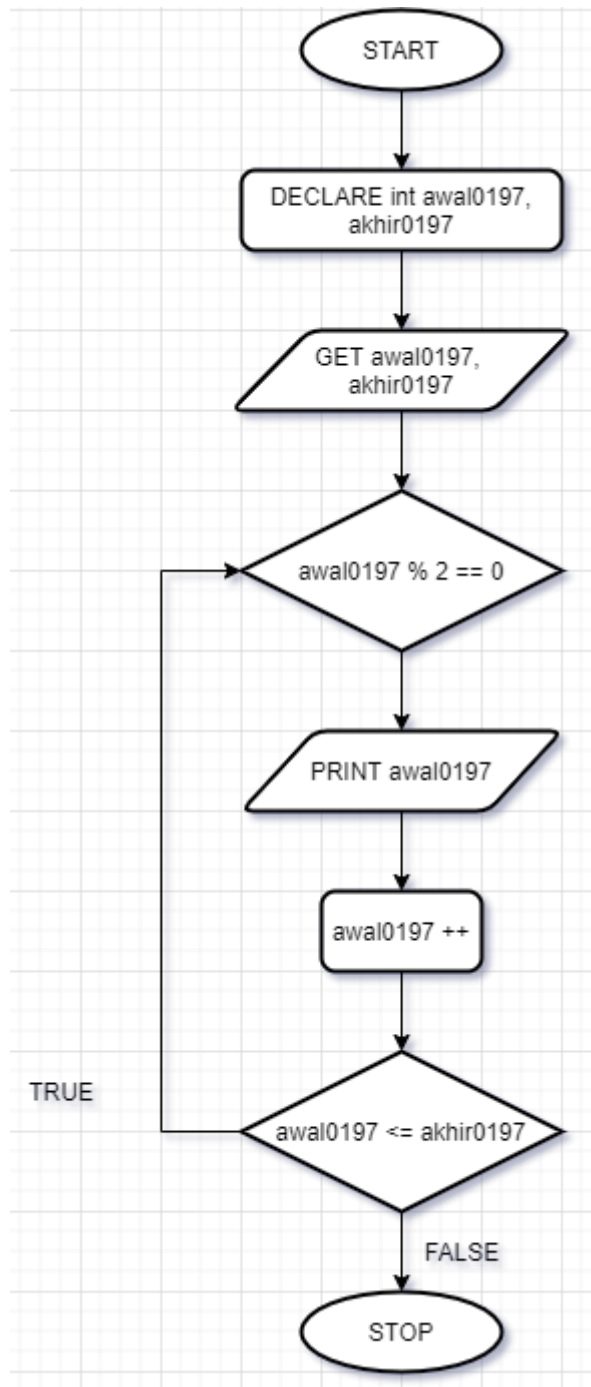 START
DECLARE int awal0197,
akhir0197
GET awal0197,
akhir0197
awal0197 % 2 == 0
PRINT awal0197
awal0197 ++
TRUE
awal0197 <= akhir0197
FALSE
STOP